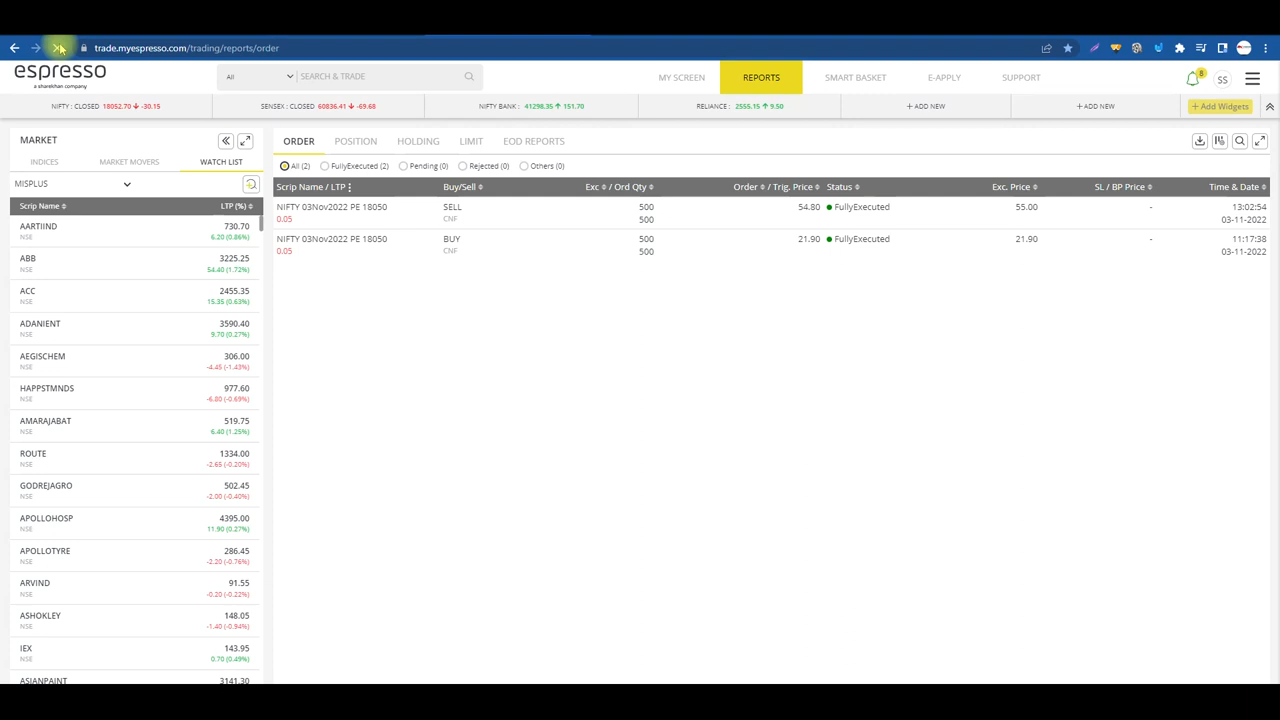 trade.myespresso.com/trading/reports/order
espresso
a sharekhan company
All
SEARCH & TRADE
MY SCREEN
REPORTS
SMART BASKET
E-APPLY
SUPPORT
8
SS
NIFTY : CLOSED 18052.70 -30.15
SENSEX : CLOSED 60836.41 -69.68
NIFTY BANK : 41298.35 151.70
RELIANCE : 2555.15 9.50
+ ADD NEW
+ ADD NEW
+ Add Widgets
MARKET
INDICES
MARKET MOVERS
WATCH LIST
MISPLUS
Scrip Name LTP (%)
AARTIIND 730.70
NSE 6.20 (0.86%)
ABB 3225.25
NSE 54.40 (1.72%)
ACC 2455.35
NSE 15.35 (0.63%)
ADANIENT 3590.40
NSE 9.70 (0.27%)
AEGISCHEM 306.00
NSE -4.45 (-1.43%)
HAPPSTMNDS 977.60
NSE -6.80 (-0.69%)
AMARAJABAT 519.75
NSE 6.40 (1.25%)
ROUTE 1334.00
NSE -2.65 (-0.20%)
GODREJAGRO 502.45
NSE -2.00 (-0.40%)
APOLLOHOSP 4395.00
NSE 11.90 (0.27%)
APOLLOTYRE 286.45
NSE -2.20 (-0.76%)
ARVIND 91.55
NSE -0.20 (-0.22%)
ASHOKLEY 148.05
NSE -1.40 (-0.94%)
IEX 143.95
NSE 0.70 (0.49%)
ASIANPAINT 3141.30
ORDER
POSITION
HOLDING
LIMIT
EOD REPORTS
All (2) FullyExecuted (2) Pending (0) Rejected (0) Others (0)
Scrip Name / LTP Buy/Sell Exc / Ord Qty Order / Trig. Price Status Exc. Price SL / BP Price Time & Date
NIFTY 03Nov2022 PE 18050 SELL 500 54.80 FullyExecuted 55.00 - 13:02:54
0.05 CNF 500 03-11-2022
NIFTY 03Nov2022 PE 18050 BUY 500 21.90 FullyExecuted 21.90 - 11:17:38
0.05 CNF 500 03-11-2022